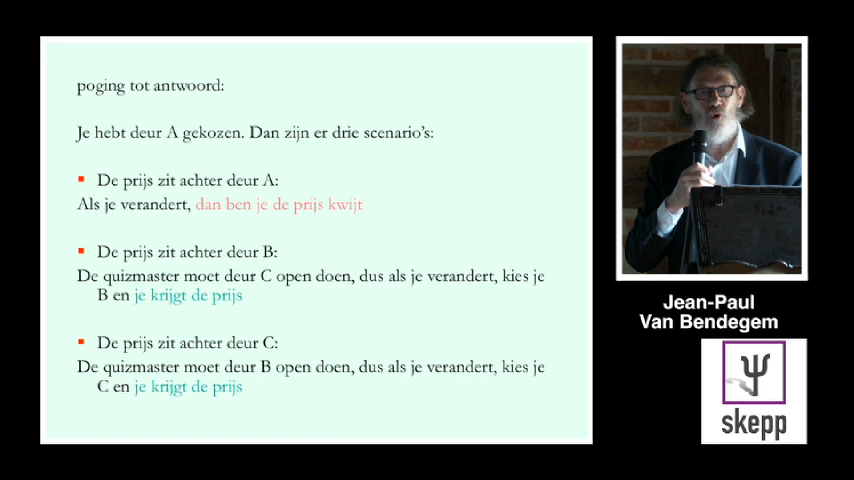 poging tot antwoord:
Je hebt deur A gekozen. Dan zijn er drie scenario's:
De prijs zit achter deur A:
Als je verandert, dan ben je de prijs kwijt
De prijs zit achter deur B:
De quizmaster moet deur C open doen, dus als je verandert, kies je
B en je krijgt de prijs
De prijs zit achter deur C:
De quizmaster moet deur B open doen, dus als je verandert, kies je
C en je krijgt de prijs
Jean-Paul
Van Bendegem
skepp